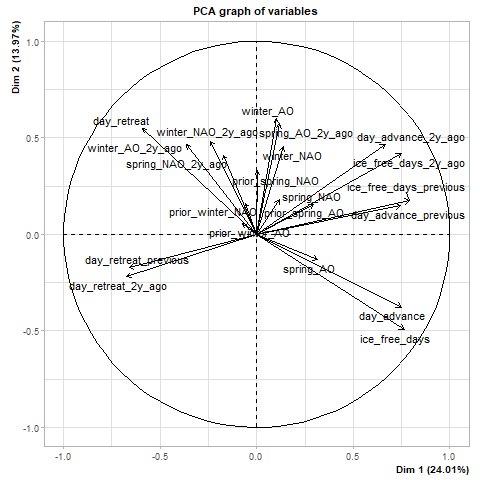 PCA graph of variables
Dim 2 (13.97%)
1.0
0.5
0.0
-0.5
-1.0
winter_AO
day_retreat
winter_NAO_2y_ago
spring_AO_2y_ago
day_advance_2y_ago
winter_AO_2y_ago
winter_NAO
spring_NAO_2y_ago
ice_free_days_2y_ago
prior_spring_NAO
ice_free_days_previous
spring_NAO
prior_winter_NAO
prior_spring_AO
day_advance_previous
prior_winter_AO
day_retreat_previous
spring_AO
day_retreat_2y_ago
day_advance
ice_free_days
-1.0
-0.5
0.0
0.5
1.0
Dim 1 (24.01%)